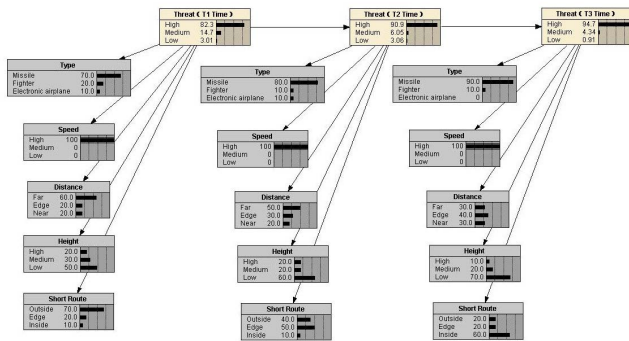 Threat ( T1 Time )
High 82.3
Medium 14.7
Low 3.01
Type
Missile 70.0
Fighter 20.0
Electronic airplane 10.0
Speed
High 100
Medium 0
Low 0
Distance
Far 60.0
Edge 20.0
Near 20.0
Height
High 20.0
Medium 30.0
Low 50.0
Short Route
Outside 70.0
Edge 20.0
Inside 10.0
Threat ( T2 Time )
High 90.9
Medium 6.05
Low 3.06
Type
Missile 80.0
Fighter 10.0
Electronic airplane 10.0
Speed
High 100
Medium 0
Low 0
Distance
Far 50.0
Edge 30.0
Near 20.0
Height
High 20.0
Medium 20.0
Low 60.0
Short Route
Outside 40.0
Edge 50.0
Inside 10.0
Threat ( T3 Time )
High 94.7
Medium 4.34
Low 0.91
Type
Missile 90.0
Fighter 10.0
Electronic airplane 0
Speed
High 100
Medium 0
Low 0
Distance
Far 30.0
Edge 40.0
Near 30.0
Height
High 10.0
Medium 20.0
Low 70.0
Short Route
Outside 20.0
Edge 20.0
Inside 60.0